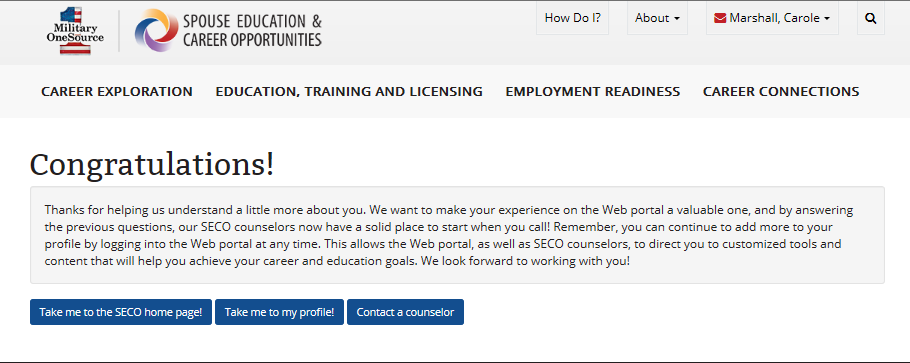 Military
OneSource
1
SPOUSE EDUCATION &
CAREER OPPORTUNITIES
How Do I?
About
Marshall, Carole
CAREER EXPLORATION
EDUCATION, TRAINING AND LICENSING
EMPLOYMENT READINESS
CAREER CONNECTIONS
Congratulations!
Thanks for helping us understand a little more about you. We want to make your experience on the Web portal a valuable one, and by answering
the previous questions, our SECO counselors now have a solid place to start when you call! Remember, you can continue to add more to your
profile by logging into the Web portal at any time. This allows the Web portal, as well as SECO counselors, to direct you to customized tools and
content that will help you achieve your career and education goals. We look forward to working with you!
Take me to the SECO home page!
Take me to my profile!
Contact a counselor